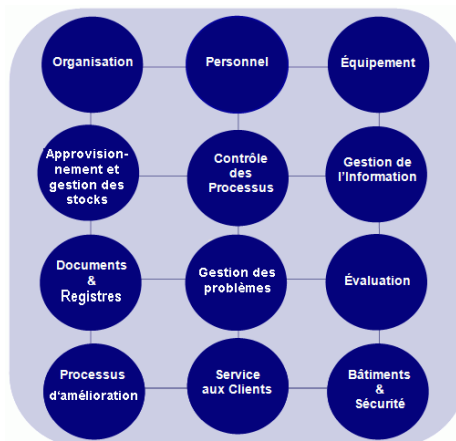 Organisation
Personnel
Équipement
Approvision-
nement et
gestion des
stocks
Contrôle
des
Processus
Gestion de
l'Information
Documents
&
Registres
Gestion des
problèmes
Évaluation
Processus
d'amélioration
Service
aux Clients
Bâtiments
&
Sécurité